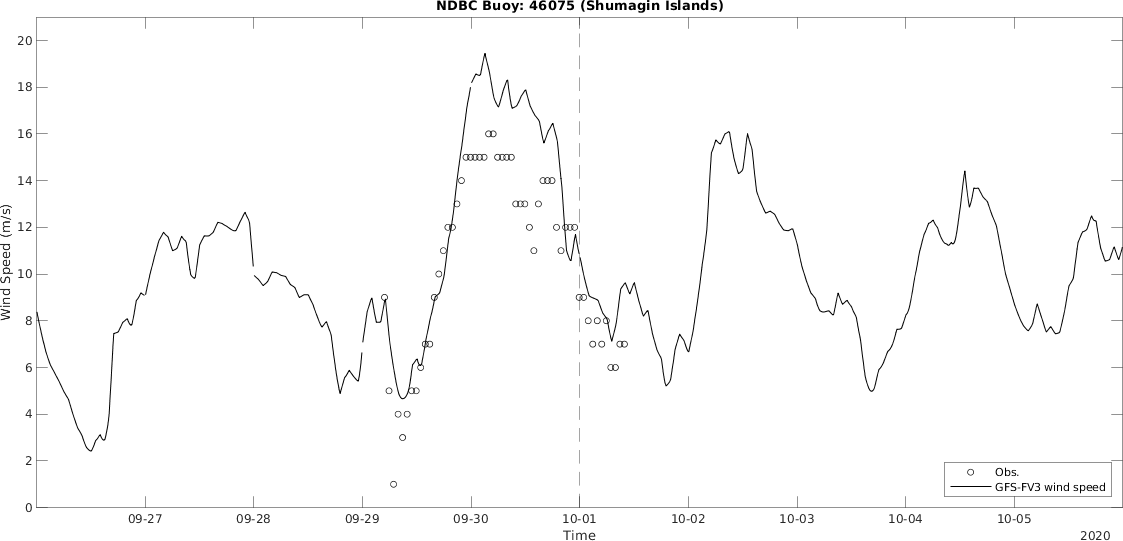 NDBC Buoy: 46075 (Shumagin Islands)
20
18
16
14
12
10
8
6
4
2
0
Wind Speed (m/s)
Obs.
GFS-FV3 wind speed
09-27 09-28 09-29 09-30 10-01 10-02 10-03 10-04 10-05
Time
2020